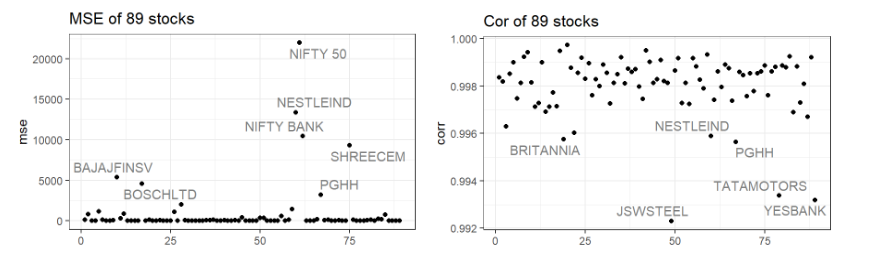 MSE of 89 stocks
mse
20000
15000
10000
5000
0
NIFTY 50
NESTLEIND
NIFTY BANK
SHREECEM
BAJAJFINSV
BOSCHLTD
PGHH
0 25 50 75
Cor of 89 stocks
corr
1.000
0.998
0.996
0.994
0.992
NESTLEIND
BRITANNIA
PGHH
TATAMOTORS
JSWSTEEL
YESBANK
0 25 50 75